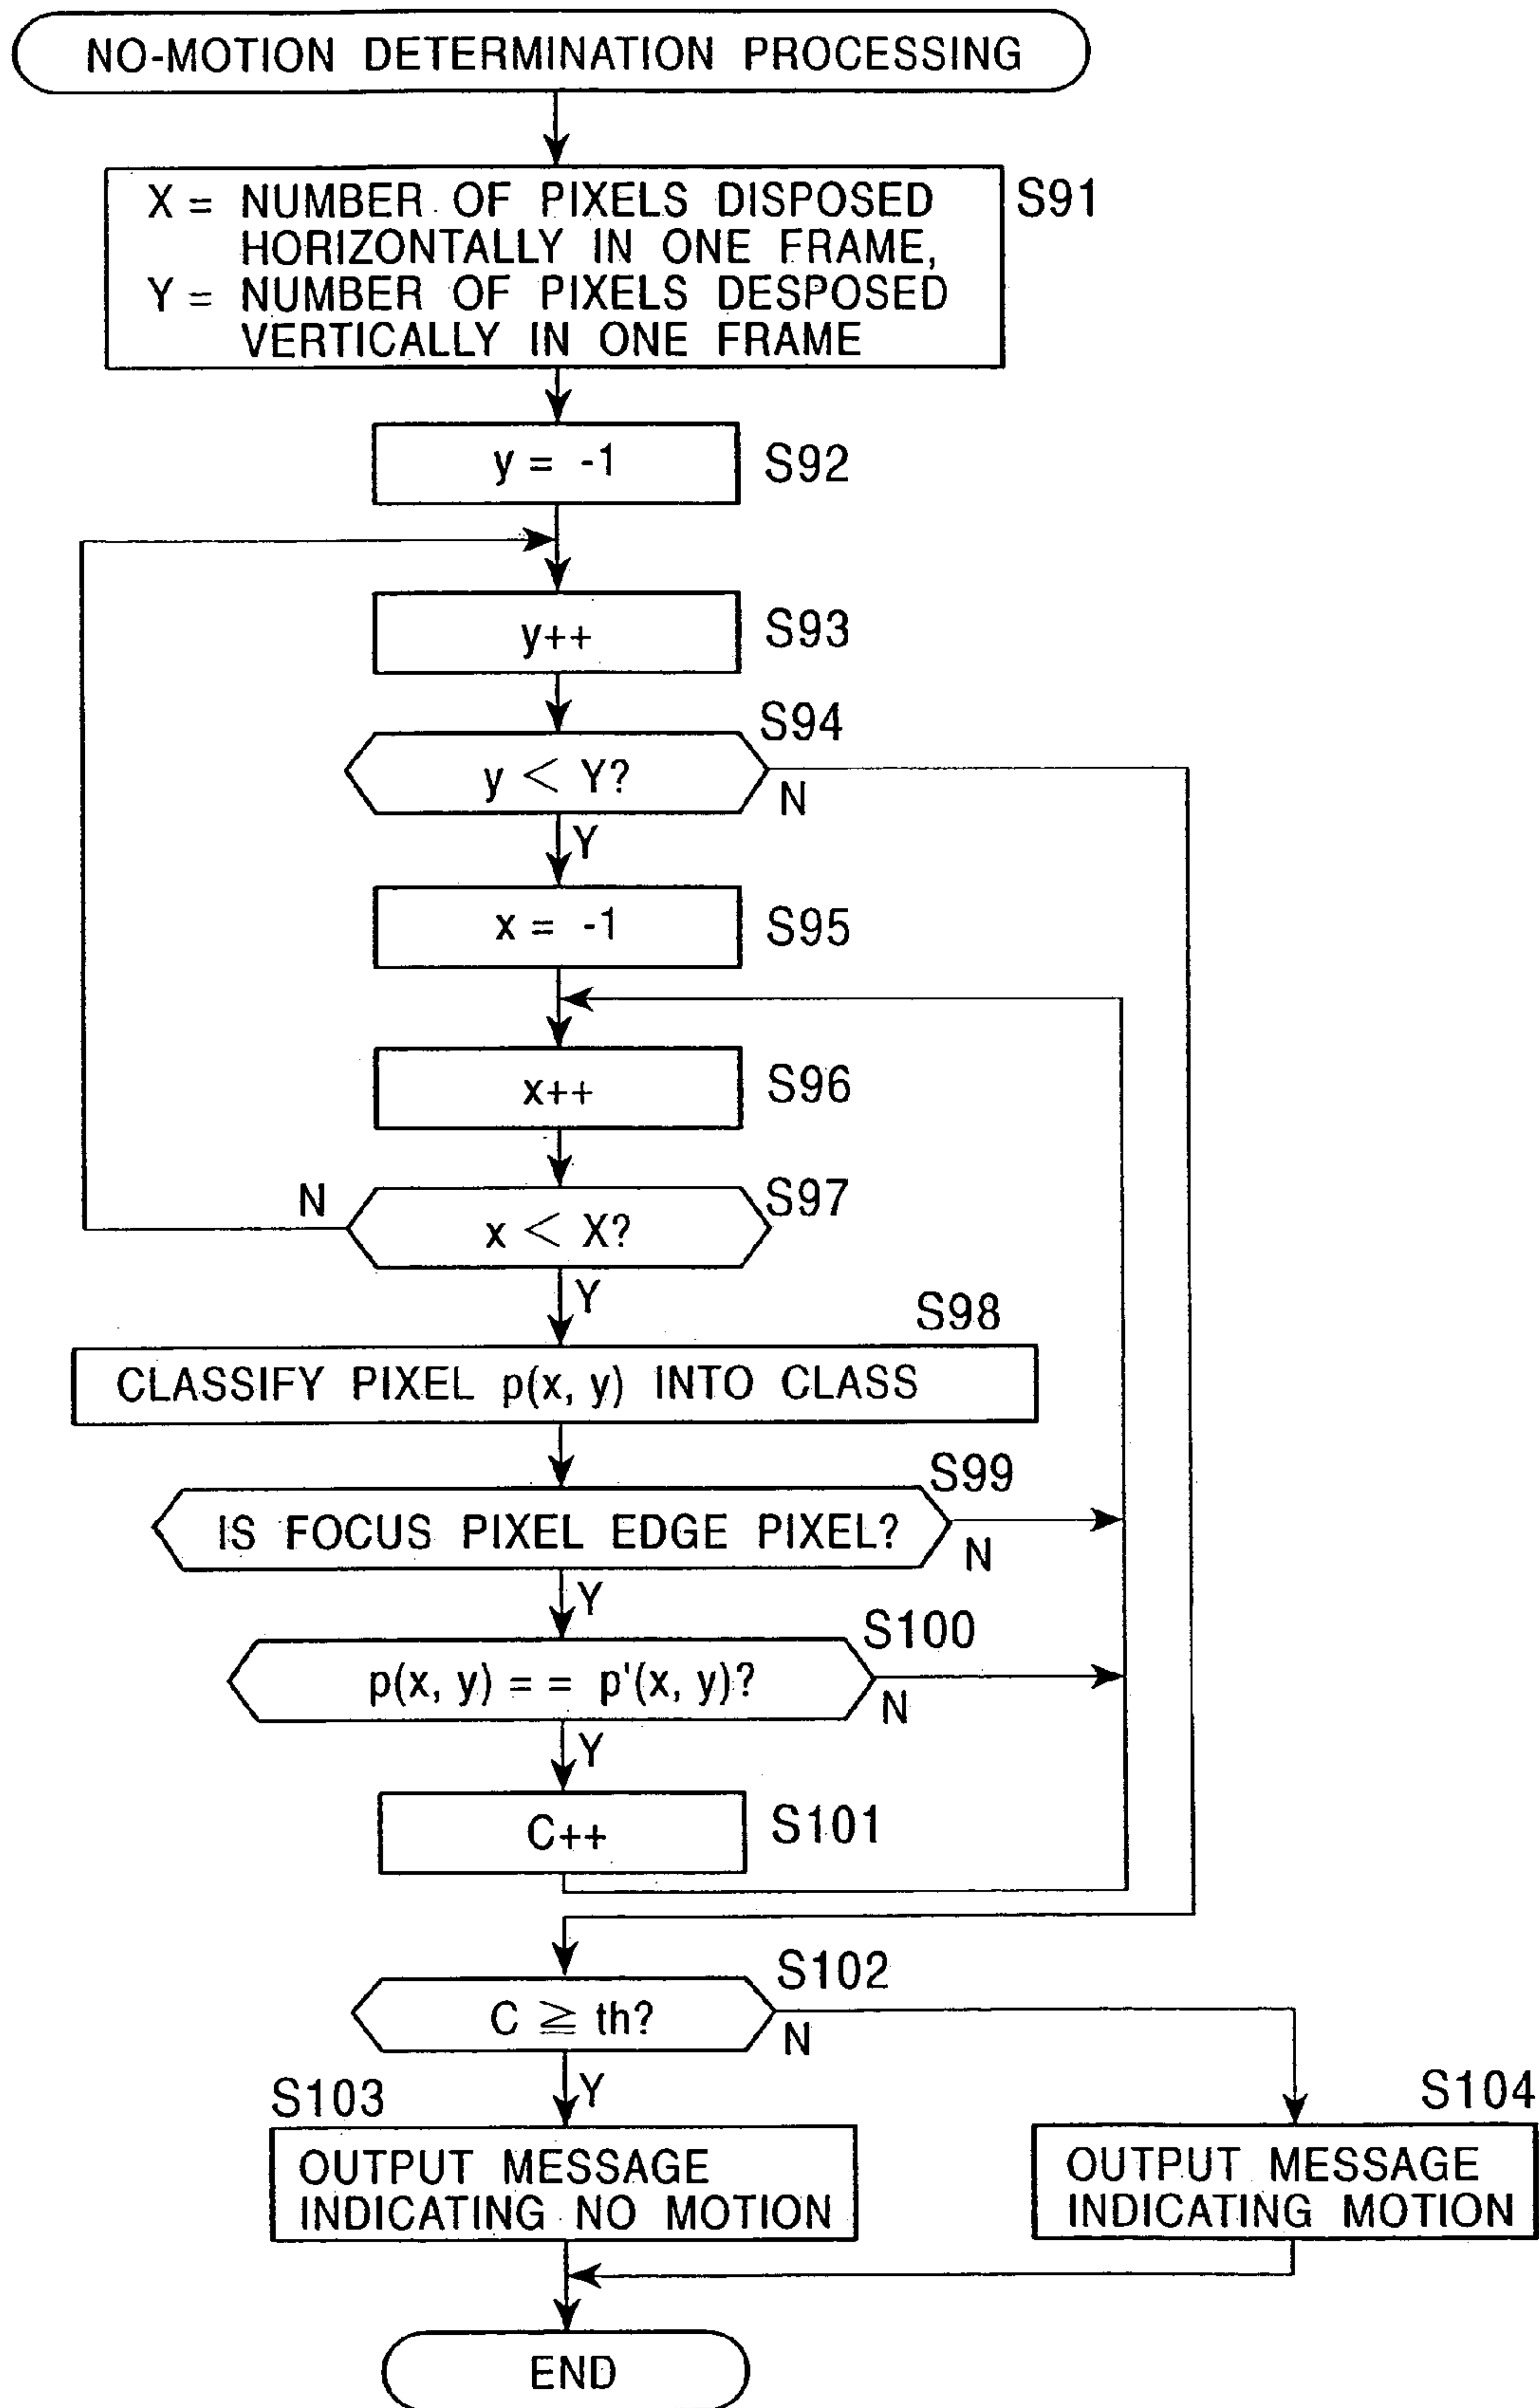 NO-MOTION DETERMINATION PROCESSING
X = NUMBER OF PIXELS DISPOSED
HORIZONTALLY IN ONE FRAME,
Y = NUMBER OF PIXELS DESPOSED
VERTICALLY IN ONE FRAME
S91
y = -1
S92
y++
S93
S94
y < Y?
N
Y
x = -1
S95
x++
S96
N
S97
x < X?
Y
S98
CLASSIFY PIXEL p(x, y) INTO CLASS
S99
IS FOCUS PIXEL EDGE PIXEL?
N
Y
S100
p(x, y) = = p'(x, y)?
N
Y
C++
S101
S102
C ≧ th?
N
Y
S103
S104
OUTPUT MESSAGE
INDICATING NO MOTION
OUTPUT MESSAGE
INDICATING MOTION
END